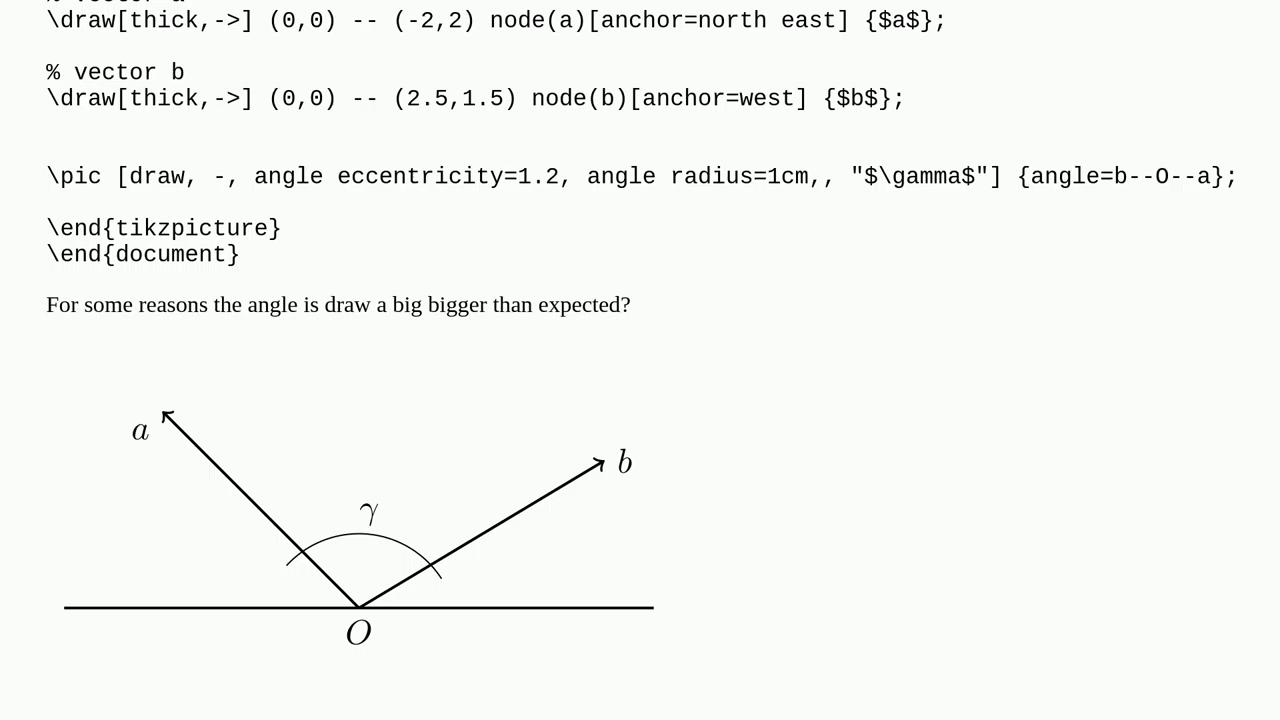 % vector a
\draw[thick,->] (0,0) -- (-2,2) node(a)[anchor=north east] {$a$};
% vector b
\draw[thick,->] (0,0) -- (2.5,1.5) node(b)[anchor=west] {$b$};
\pic [draw, -, angle eccentricity=1.2, angle radius=1cm,, "$\gamma$"] {angle=b--O--a};
\end{tikzpicture}
\end{document}
For some reasons the angle is draw a big bigger than expected?
a
b
γ
O